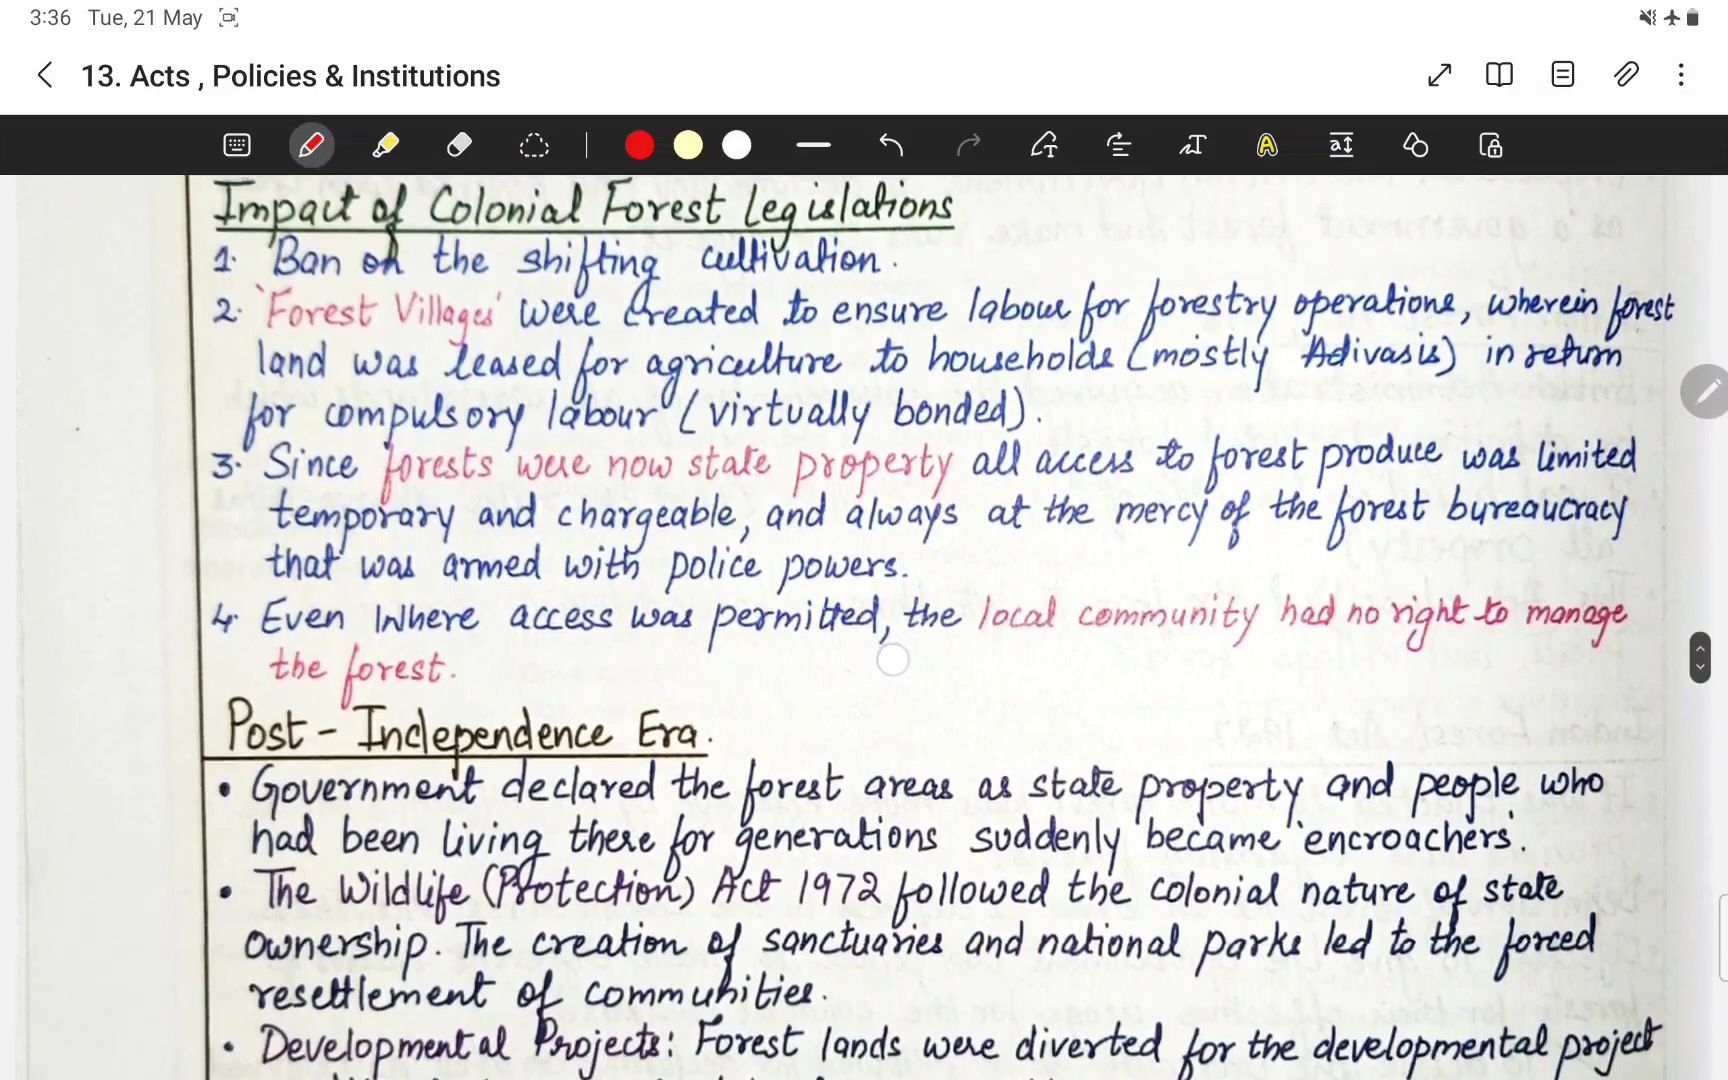 3:36 Tue, 21 May
13. Acts , Policies & Institutions
Impact of Colonial Forest Legislations
1. Ban on the shifting cultivation.
2. 'Forest Villages' were created to ensure labour for forestry operations, wherein forest
land was leased for agriculture to households (mostly Adivasis) in return
for compulsory labour (virtually bonded).
3. Since forests were now state property all access to forest produce was limited
temporary and chargeable, and always at the mercy of the forest bureaucracy
that was armed with police powers.
4. Even Where access was permitted, the local community had no right to manage
the forest.
Post - Independence Era.
• Government declared the forest areas as state property and people who
had been living there for generations suddenly became 'encroachers'.
• The Wildlife (Protection) Act 1972 followed the colonial nature of state
ownership. The creation of sanctuaries and national parks led to the forced
resettlement of communities.
• Developmental Projects: Forest lands were diverted for the developmental project